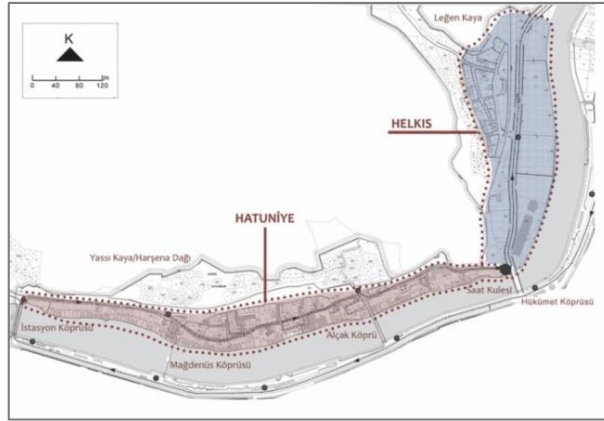 K
0 40 80 120 m
Leğen Kaya
HELKIS
HATUNİYE
Yassı Kaya/Harşena Dağı
Saat Kulesi
Hükümet Köprüsü
İstasyon Köprüsü
Alçak Köprü
Mağdenüs Köprüsü